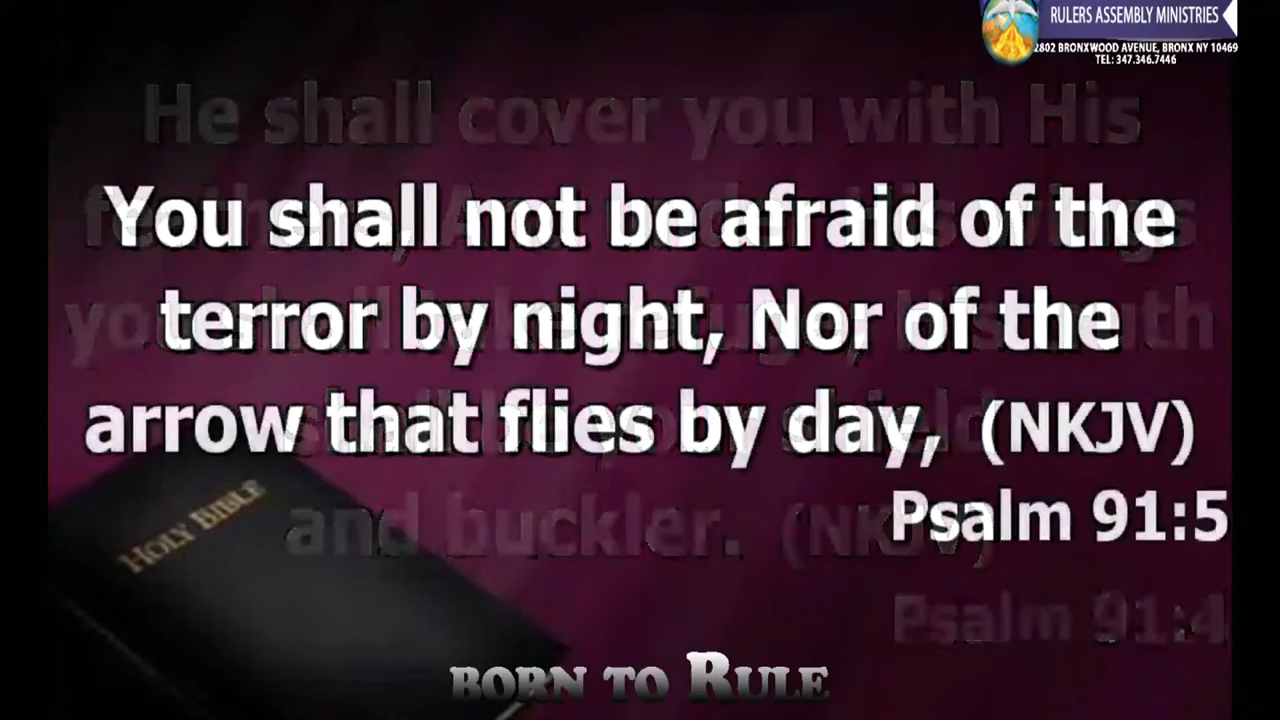 RULERS ASSEMBLY MINISTRIES
2802 BRONXWOOD AVENUE, BRONX NY 10469
TEL: 347.346.7446
He shall cover you with His
You shall not be afraid of the
terror by night, Nor of the
arrow that flies by day, (NKJV)
Psalm 91:5
and buckler. (NKJV)
Psalm 91:4
HOLY BIBLE
BORN TO RULE